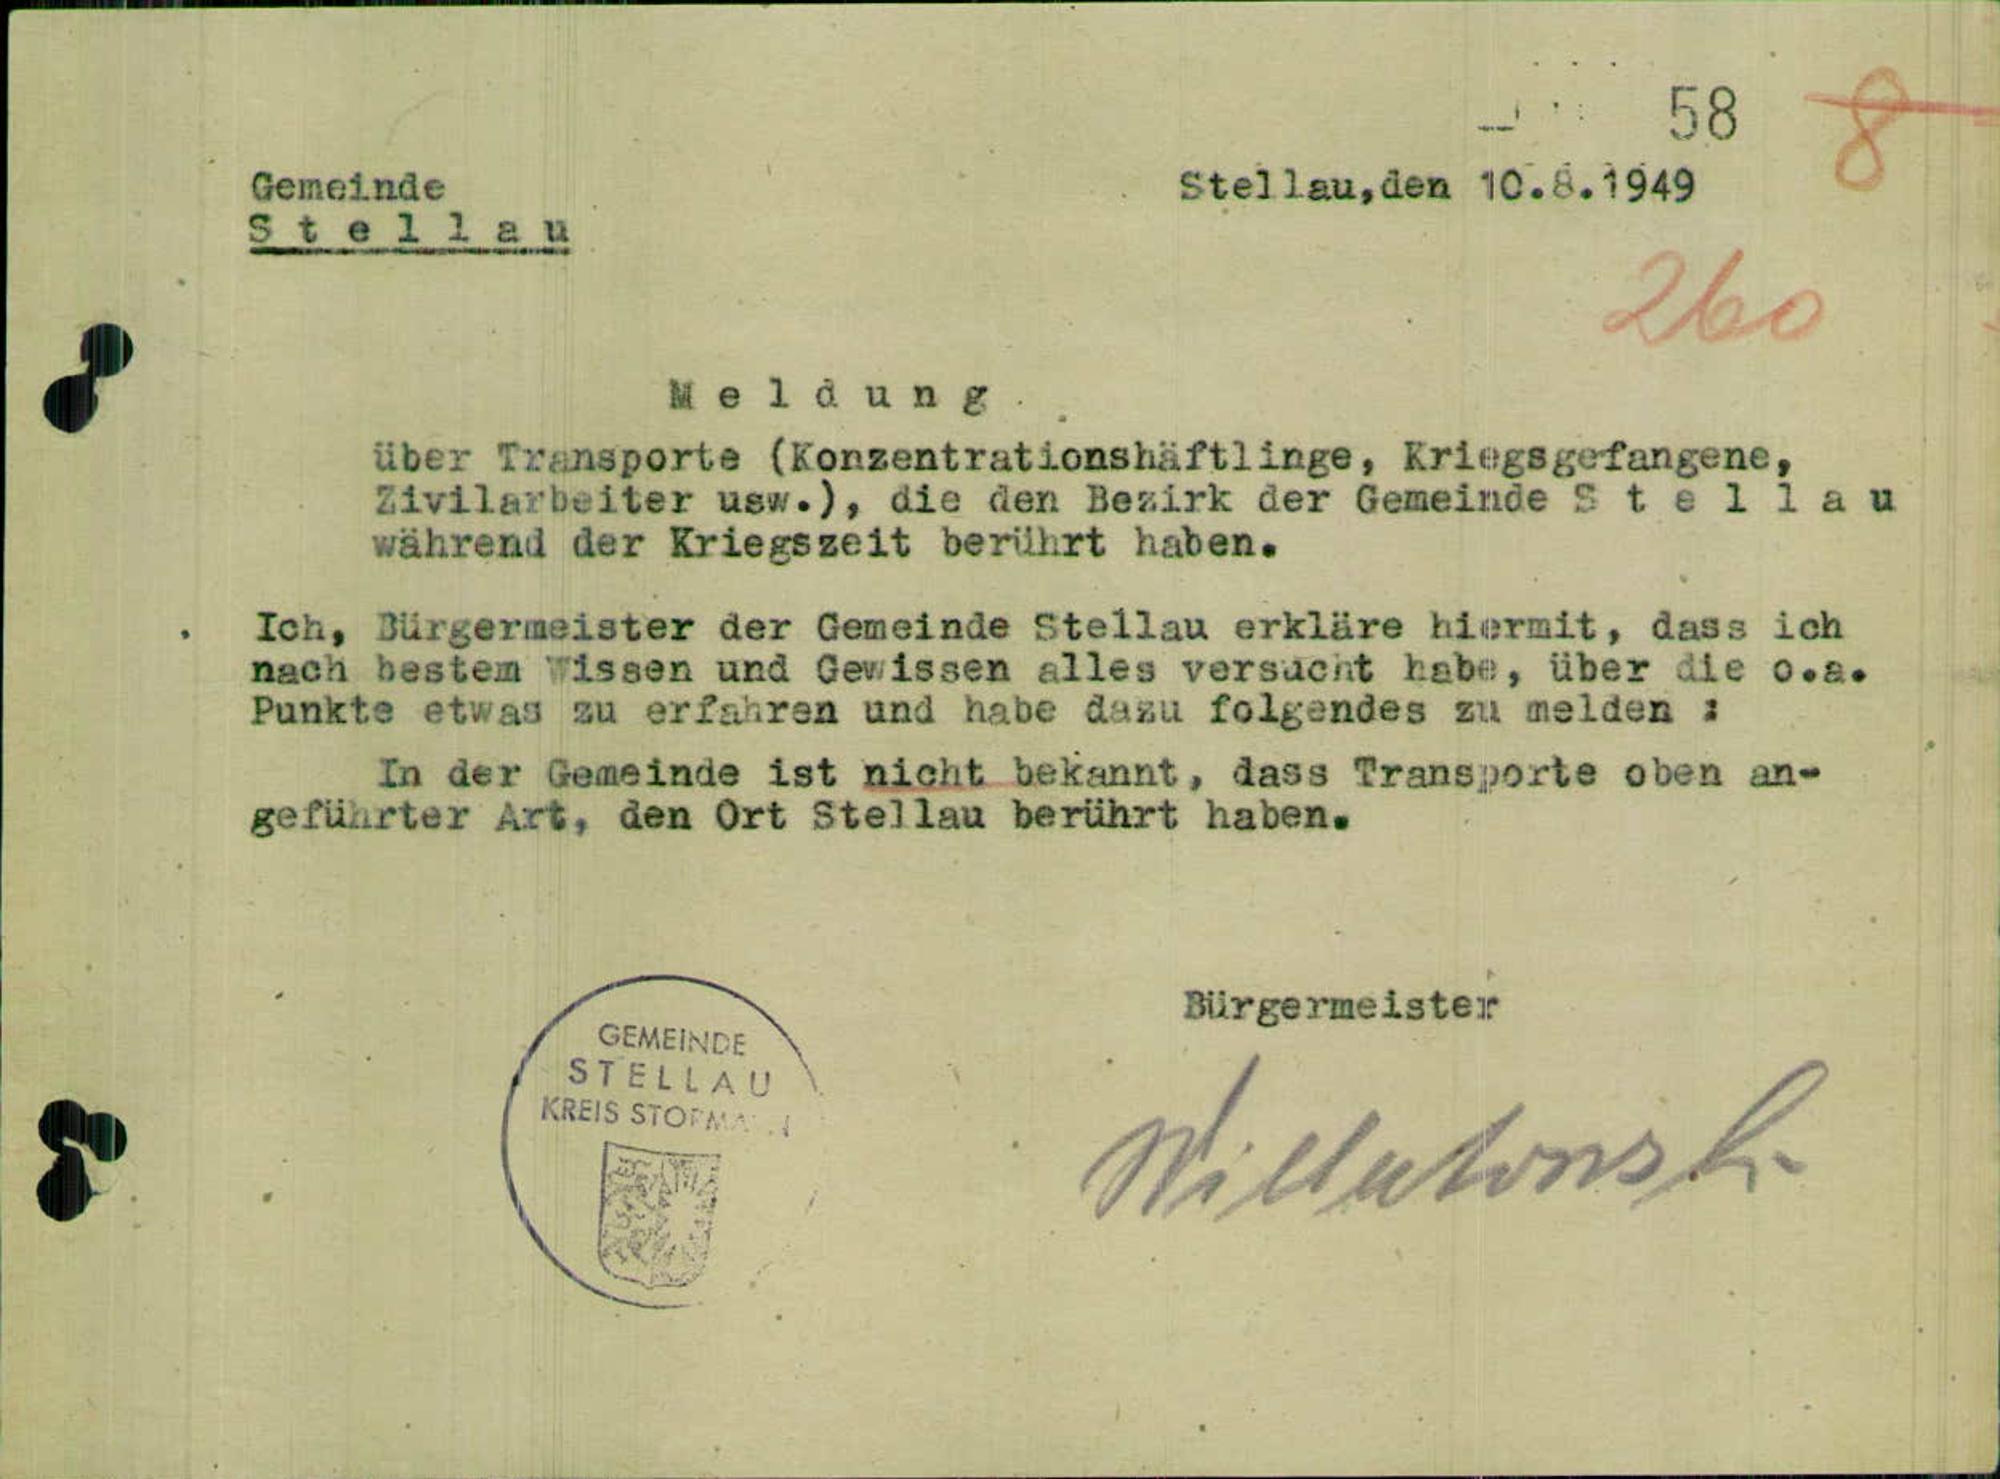 58 8
Gemeinde Stellau,den 10.8.1949
S t e l l a u
260
M e l d u n g
über Transporte (Konzentrationshäftlinge, Kriegsgefangene,
Zivilarbeiter usw.), die den Bezirk der Gemeinde S t e l l a u
während der Kriegszeit berührt haben.
Ich, Bürgermeister der Gemeinde Stellau erkläre hiermit, dass ich
nach bestem Wissen und Gewissen alles versucht habe, über die o.a.
Punkte etwas zu erfahren und habe dazu folgendes zu melden :
In der Gemeinde ist nicht bekannt, dass Transporte oben an-
geführter Art, den Ort Stellau berührt haben.
Bürgermeister
GEMEINDE
STELLAU
KREIS STORMARN